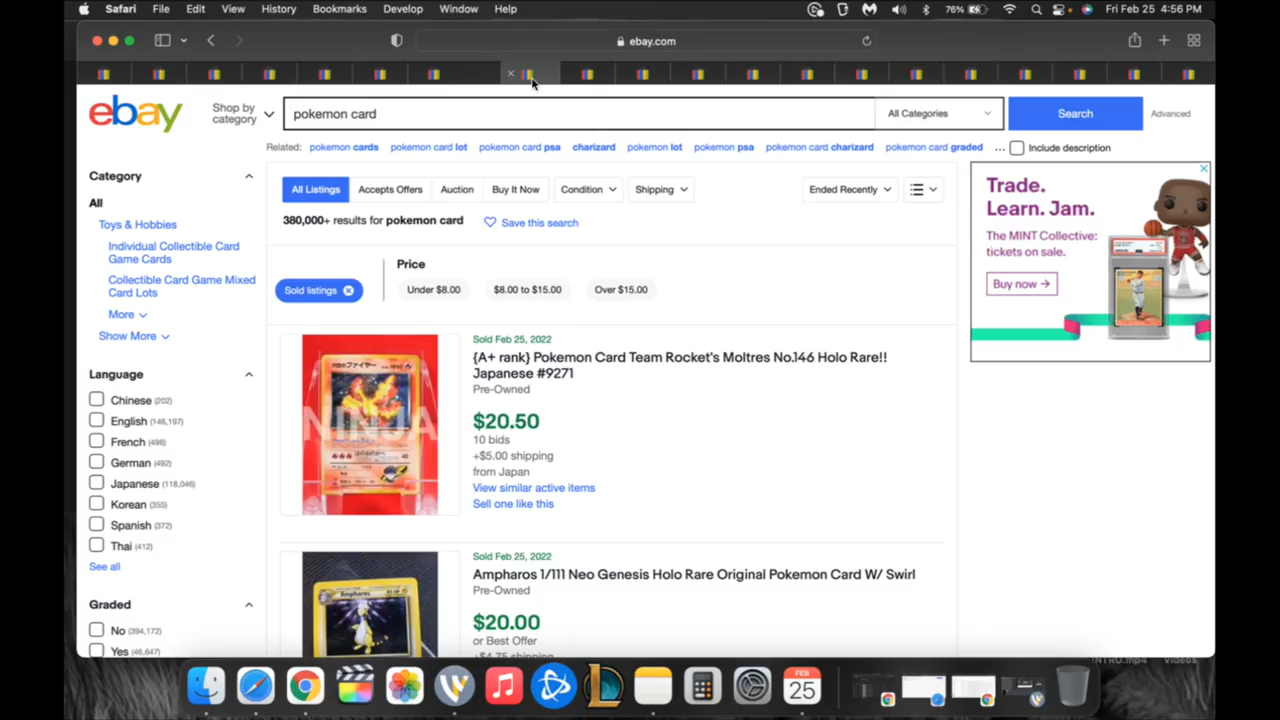 Safari File Edit View History Bookmarks Develop Window Help 76% Fri Feb 25 4:56 PM
ebay.com
ebay Shop by category pokemon card All Categories Search Advanced
Related: pokemon cards pokemon card lot pokemon card psa charizard pokemon lot pokemon psa pokemon card charizard pokemon card graded ... Include description
Category
All
Toys & Hobbies
Individual Collectible Card
Game Cards
Collectible Card Game Mixed
Card Lots
More
Show More
Language
Chinese (202)
English (146,197)
French (496)
German (492)
Japanese (118,046)
Korean (355)
Spanish (372)
Thai (412)
See all
Graded
No (394,172)
Yes (46,647)
All Listings Accepts Offers Auction Buy It Now Condition Shipping Ended Recently
380,000+ results for pokemon card Save this search
Price
Sold listings Under $8.00 $8.00 to $15.00 Over $15.00
Sold Feb 25, 2022
{A+ rank} Pokemon Card Team Rocket's Moltres No.146 Holo Rare!!
Japanese #9271
Pre-Owned
$20.50
10 bids
+$5.00 shipping
from Japan
View similar active items
Sell one like this
NINJA
Sold Feb 25, 2022
Ampharos 1/111 Neo Genesis Holo Rare Original Pokemon Card W/ Swirl
Pre-Owned
$20.00
or Best Offer
+$4.75 shipping
Ampharos
Trade.
Learn. Jam.
The MINT Collective:
tickets on sale.
Buy now →
INTRO.mp4 Videos
FEB
25